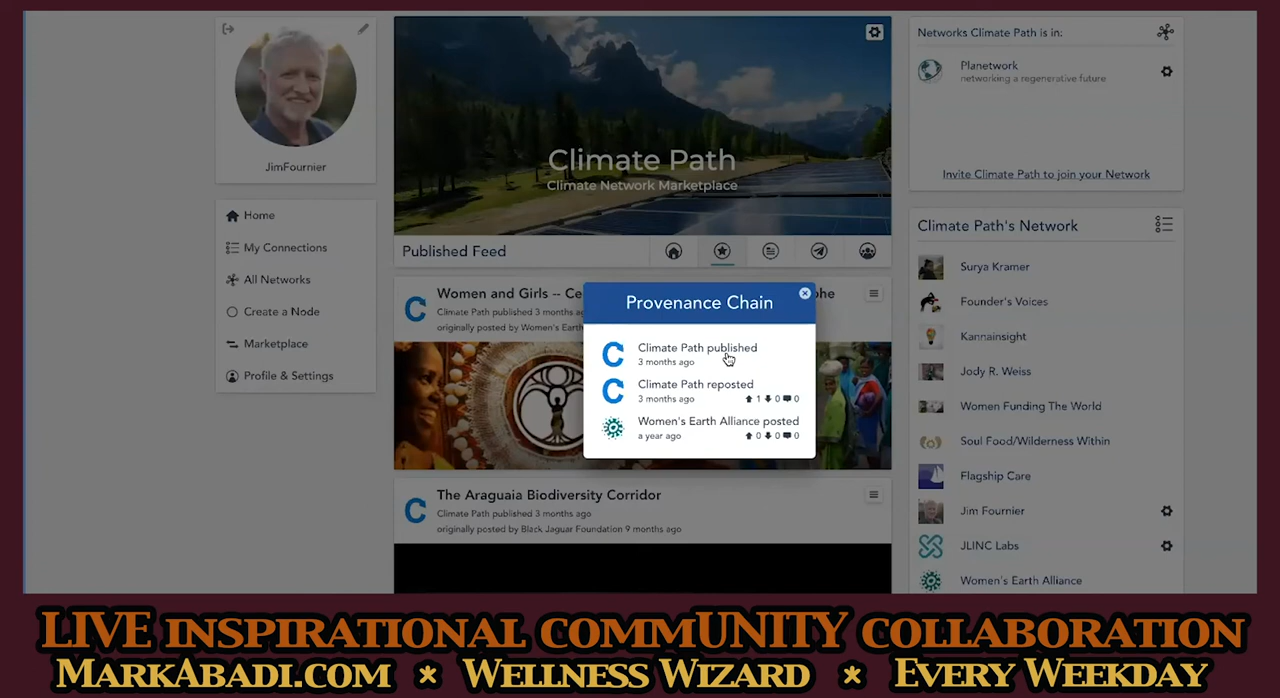 JimFournier
Home
My Connections
All Networks
Create a Node
Marketplace
Profile & Settings
Climate Path
Climate Network Marketplace
Published Feed
Women and Girls -- Ce
phe
Climate Path published 3 months ag
originally posted by Women's Earth
Provenance Chain
Climate Path published
3 months ago
Climate Path reposted
3 months ago 1 0 0
Women's Earth Alliance posted
a year ago 0 0 0
The Araguaia Biodiversity Corridor
Climate Path published 3 months ago
originally posted by Black Jaguar Foundation 9 months ago
Networks Climate Path is in:
Planetwork
networking a regenerative future
Invite Climate Path to join your Network
Climate Path's Network
Surya Kramer
Founder's Voices
Kannainsight
Jody R. Weiss
Women Funding The World
Soul Food/Wilderness Within
Flagship Care
Jim Fournier
JLINC Labs
Women's Earth Alliance
LIVE INSPIRATIONAL COMMUNITY COLLABORATION
MARKABADI.COM * WELLNESS WIZARD * EVERY WEEKDAY